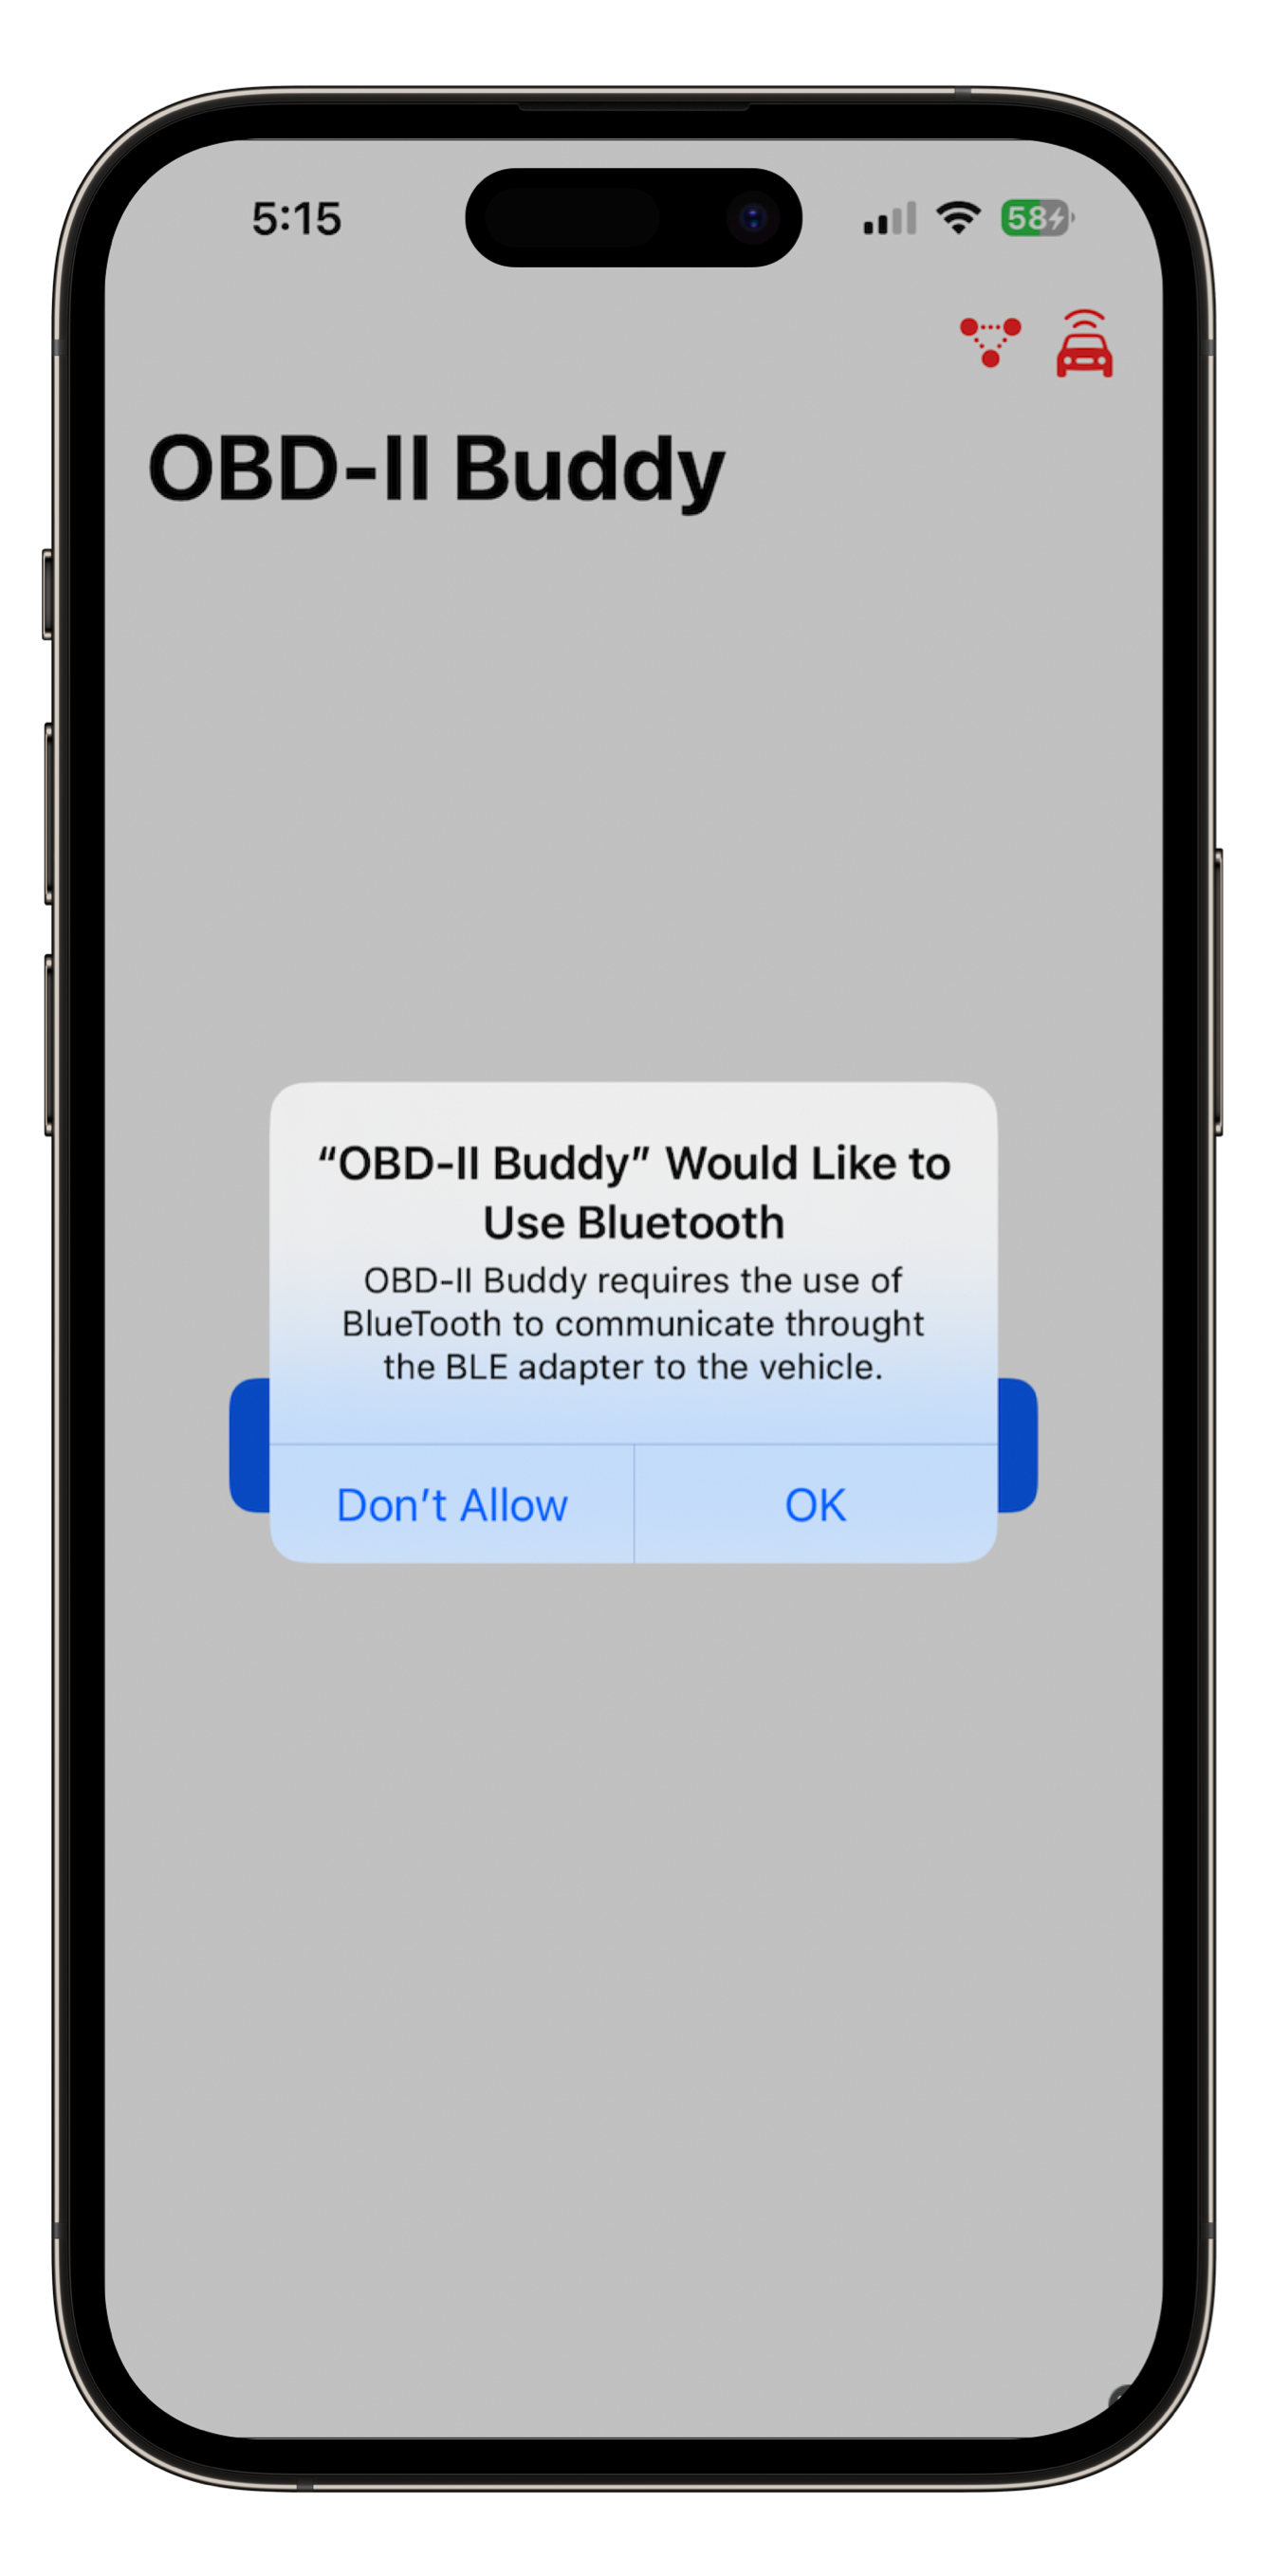 5:15
58
OBD-II Buddy
“OBD-II Buddy” Would Like to
Use Bluetooth
OBD-II Buddy requires the use of
BlueTooth to communicate throught
the BLE adapter to the vehicle.
Don’t Allow
OK